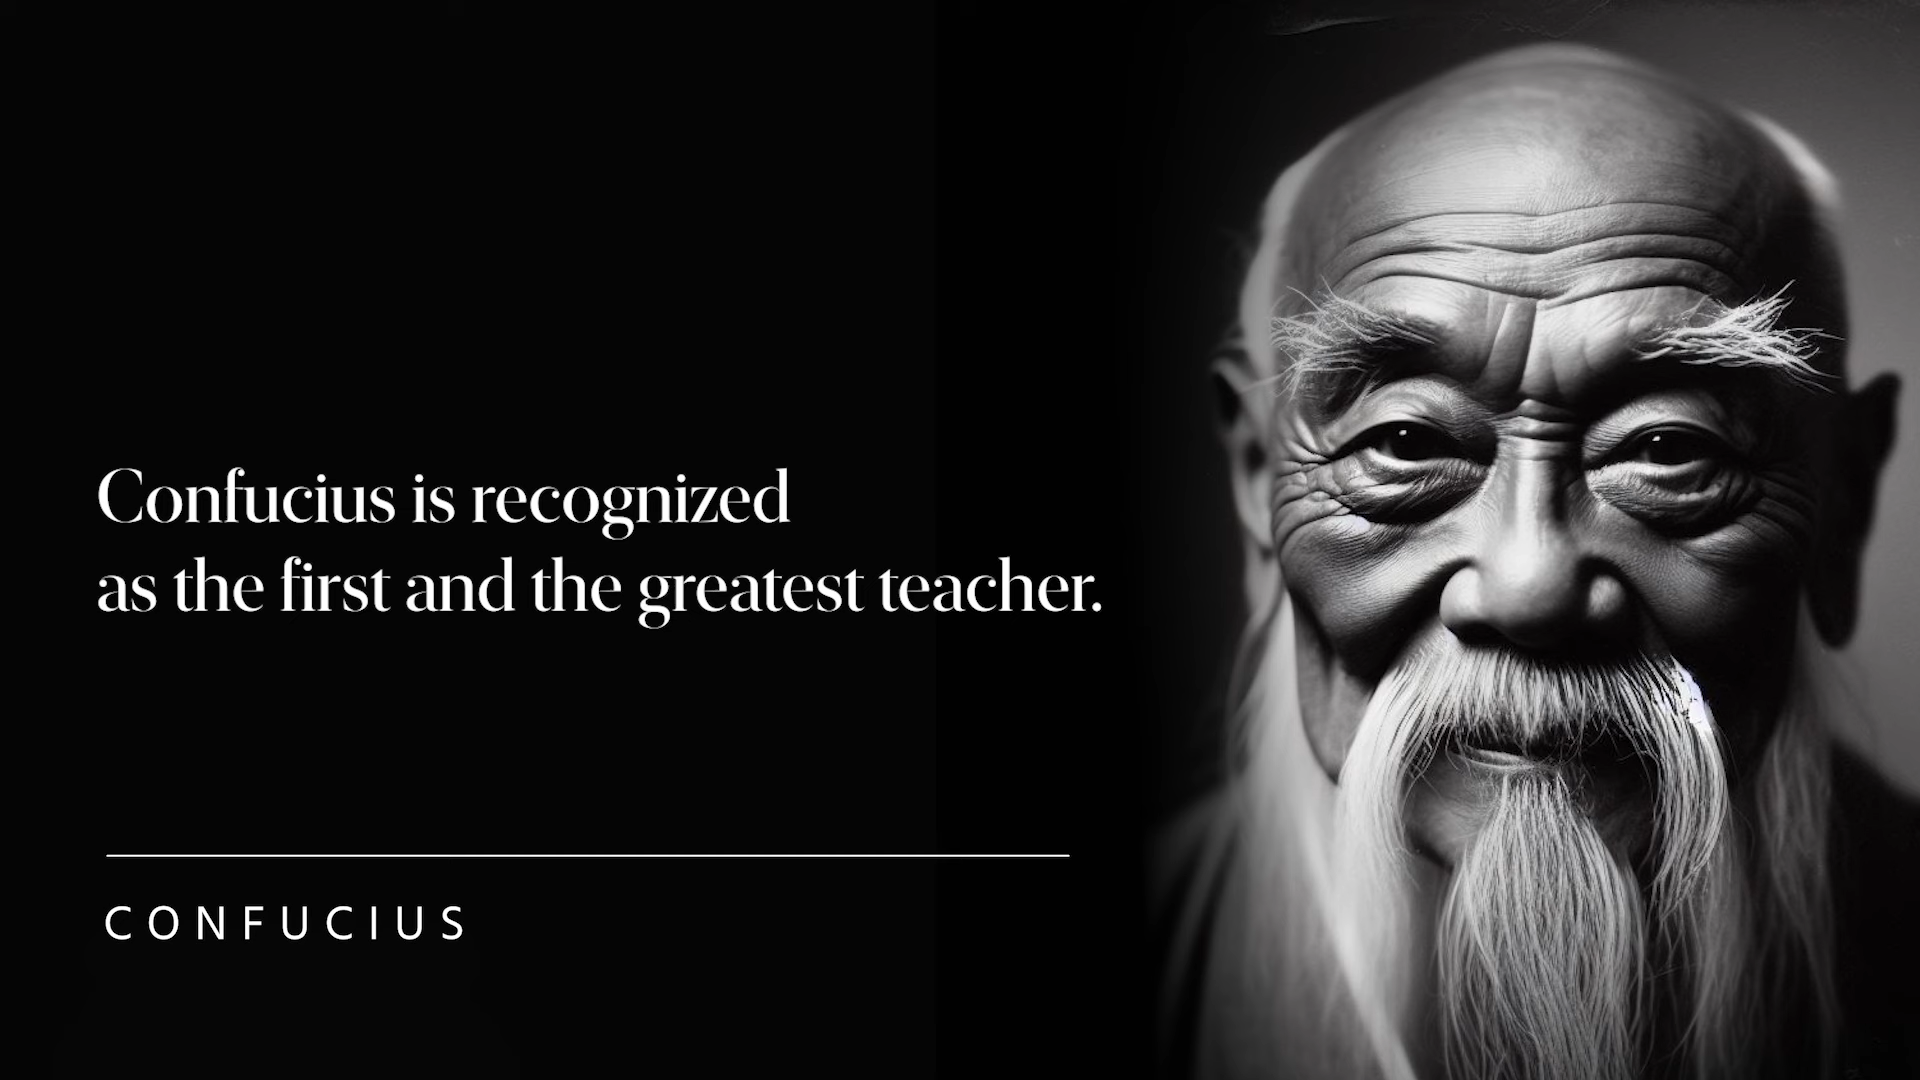 Confucius is recognized
as the first and the greatest teacher.
CONFUCIUS